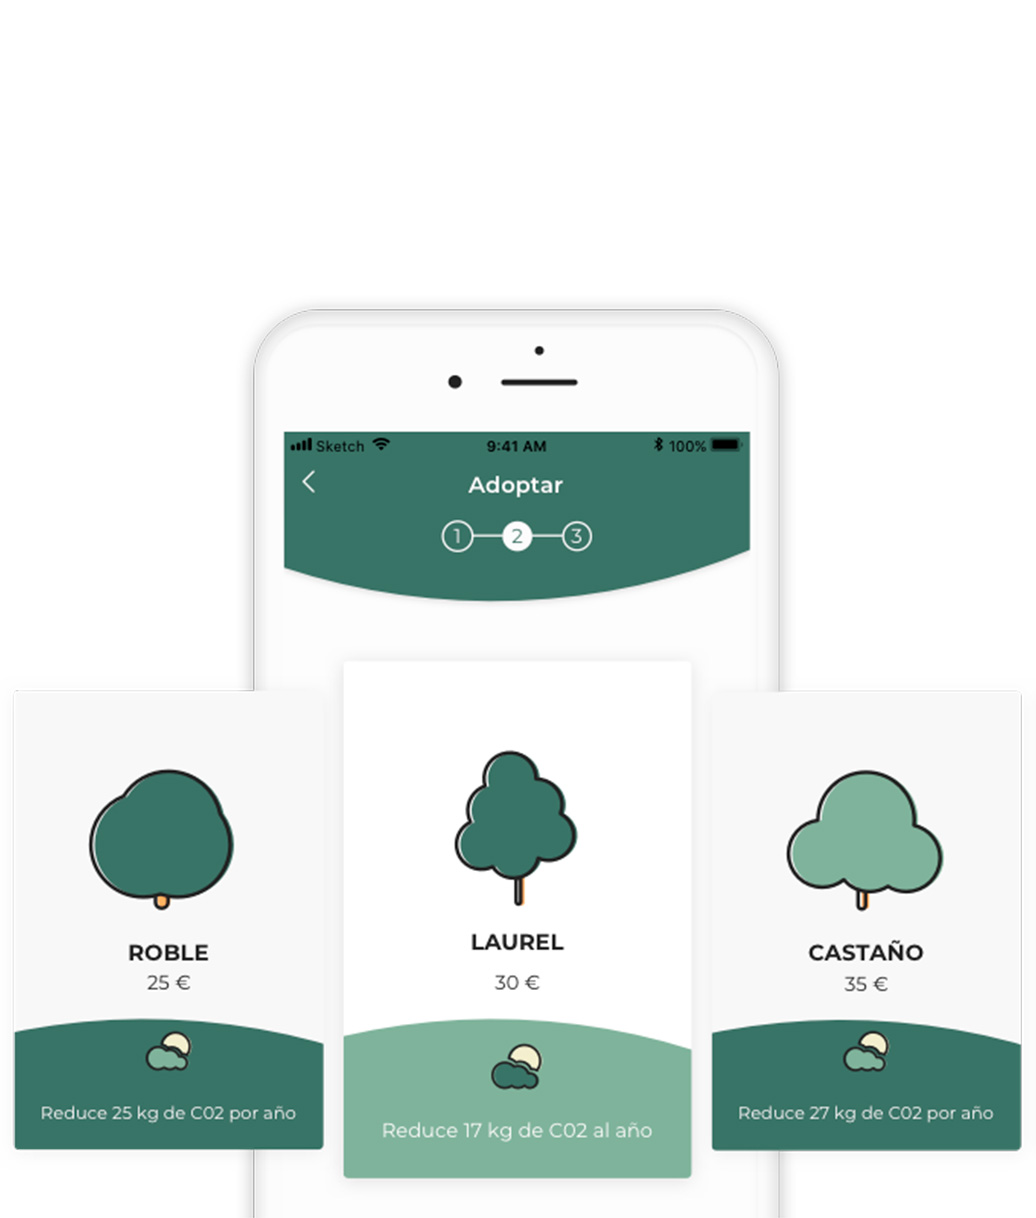 Sketch 9:41 AM 100%
Adoptar
1 2 3
ROBLE
25 €
Reduce 25 kg de C02 por año
LAUREL
30 €
Reduce 17 kg de C02 al año
CASTAÑO
35 €
Reduce 27 kg de C02 por año